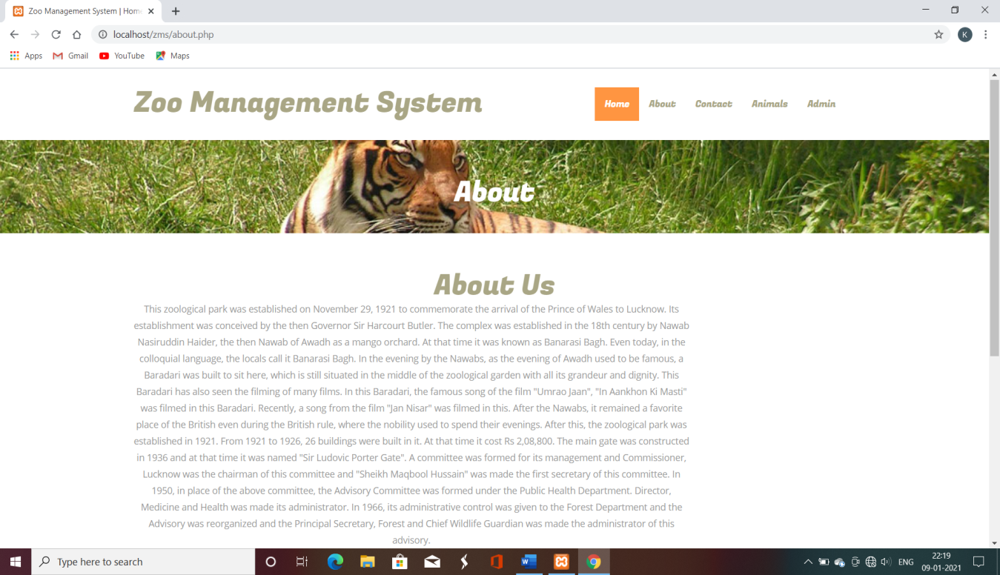 Zoo Management System | Hom
localhost/zms/about.php
K
Apps
Gmail
YouTube
Maps
Zoo Management System
Home
About
Contact
Animals
Admin
About
About Us
This zoological park was established on November 29, 1921 to commemorate the arrival of the Prince of Wales to Lucknow. Its
establishment was conceived by the then Governor Sir Harcourt Butler. The complex was established in the 18th century by Nawab
Nasiruddin Haider, the then Nawab of Awadh as a mango orchard. At that time it was known as Banarasi Bagh. Even today, in the
colloquial language, the locals call it Banarasi Bagh. In the evening by the Nawabs, as the evening of Awadh used to be famous, a
Baradari was built to sit here, which is still situated in the middle of the zoological garden with all its grandeur and dignity. This
Baradari has also seen the filming of many films. In this Baradari, the famous song of the film "Umrao Jaan", "In Aankhon Ki Masti"
was filmed in this Baradari. Recently, a song from the film "Jan Nisar" was filmed in this. After the Nawabs, it remained a favorite
place of the British even during the British rule, where the nobility used to spend their evenings. After this, the zoological park was
established in 1921. From 1921 to 1926, 26 buildings were built in it. At that time it cost Rs 2,08,800. The main gate was constructed
in 1936 and at that time it was named "Sir Ludovic Porter Gate". A committee was formed for its management and Commissioner,
Lucknow was the chairman of this committee and "Sheikh Maqbool Hussain" was made the first secretary of this committee. In
1950, in place of the above committee, the Advisory Committee was formed under the Public Health Department. Director,
Medicine and Health was made its administrator. In 1966, its administrative control was given to the Forest Department and the
Advisory was reorganized and the Principal Secretary, Forest and Chief Wildlife Guardian was made the administrator of this
advisory.
Type here to search
ENG
22:19
09-01-2021